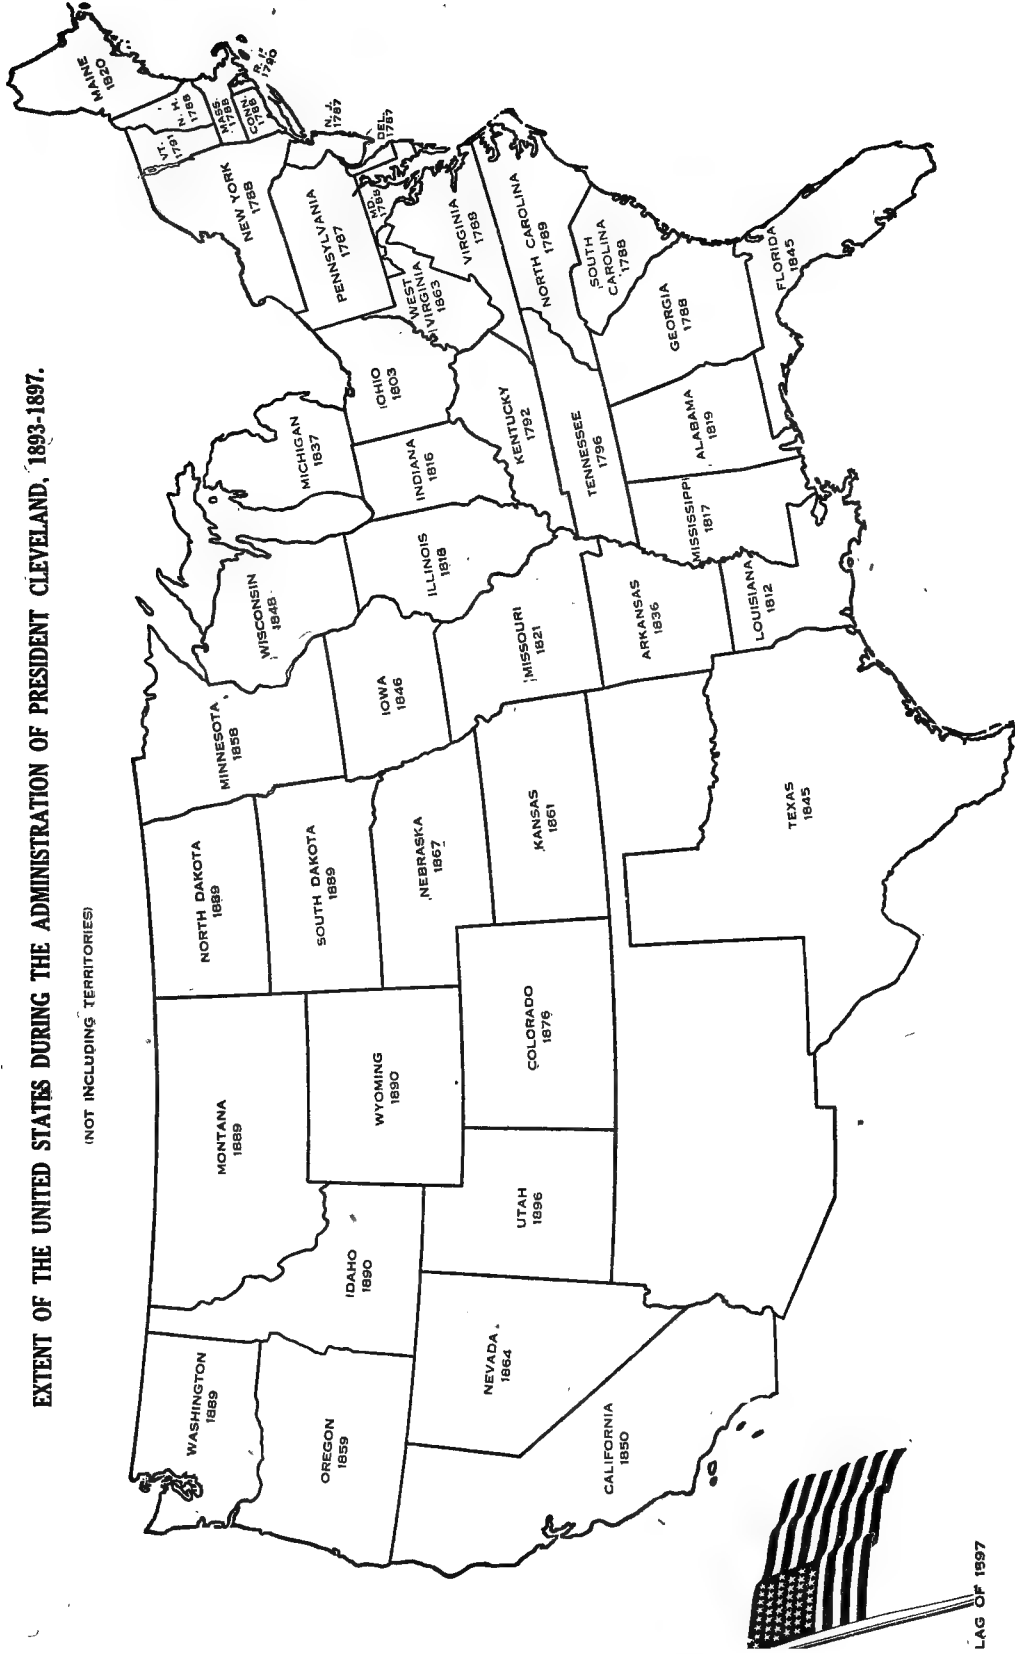 EXTENT OF THE UNITED STATES DURING THE ADMINISTRATION OF PRESIDENT CLEVELAND, 1893-1897.
(NOT INCLUDING TERRITORIES)
WASHINGTON
1889
OREGON
1859
CALIFORNIA
1850
NEVADA
1864
IDAHO
1890
MONTANA
1889
WYOMING
1890
UTAH
1896
COLORADO
1876
NORTH DAKOTA
1889
SOUTH DAKOTA
1889
NEBRASKA
1867
KANSAS
1861
TEXAS
1845
MINNESOTA
1858
IOWA
1846
MISSOURI
1821
ARKANSAS
1836
LOUISIANA
1812
WISCONSIN
1848
ILLINOIS
1818
MICHIGAN
1837
INDIANA
1816
OHIO
1803
KENTUCKY
1792
TENNESSEE
1796
MISSISSIPPI
1817
ALABAMA
1819
GEORGIA
1788
FLORIDA
1845
SOUTH
CAROLINA
1788
NORTH CAROLINA
1789
VIRGINIA
1788
WEST
VIRGINIA
1863
MD.
1788
DEL.
1787
PENNSYLVANIA
1787
N. J.
1787
NEW YORK
1788
CONN.
1788
R. I.
1790
MASS.
1788
VT.
1791
N. H.
1788
MAINE
1820
LAG OF 1897